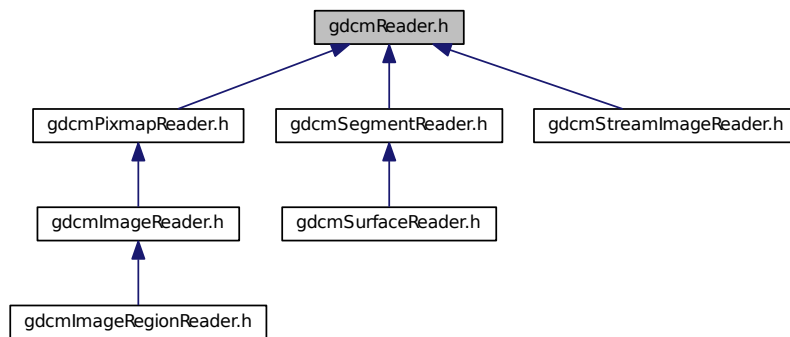 gdcmReader.h
gdcmPixmapReader.h
gdcmSegmentReader.h
gdcmStreamImageReader.h
gdcmImageReader.h
gdcmSurfaceReader.h
gdcmImageRegionReader.h